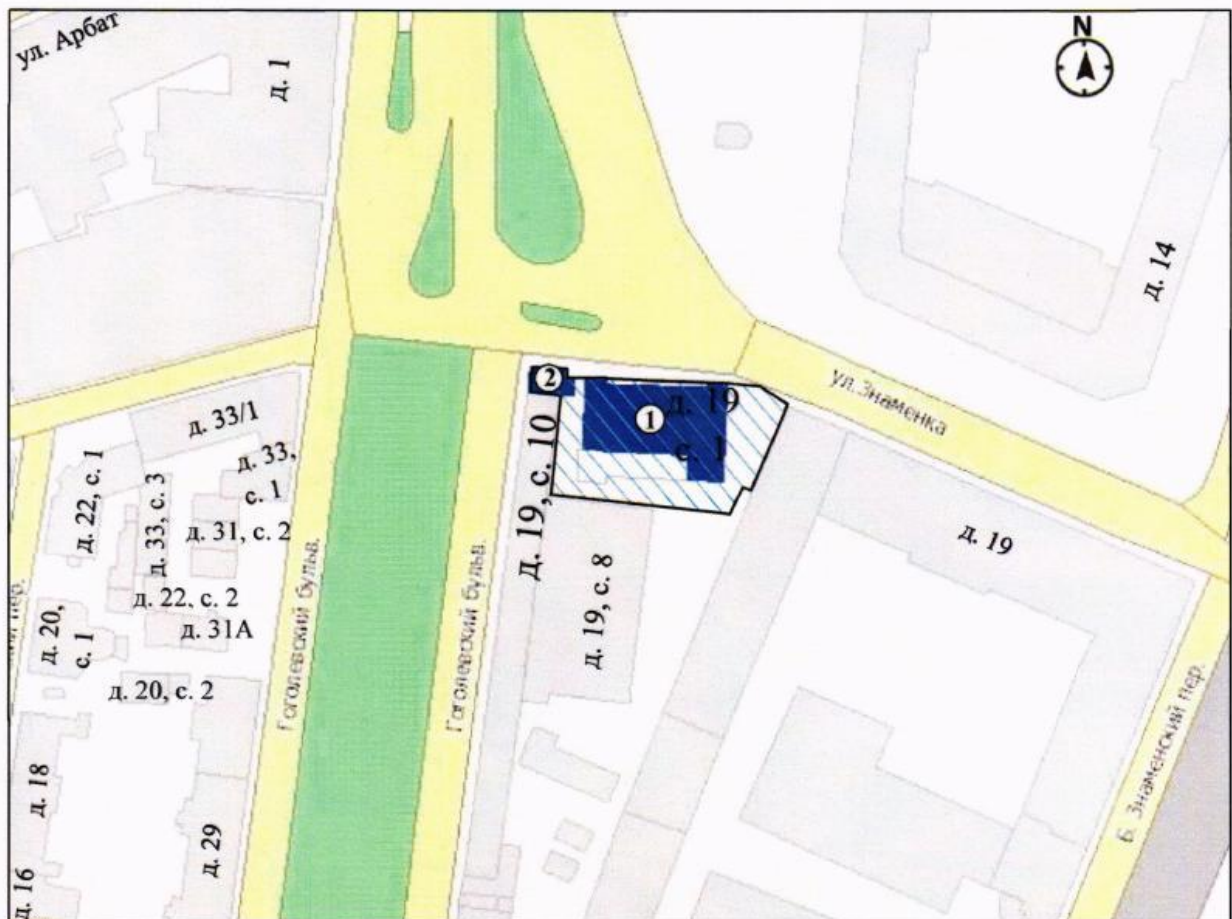 ул. Арбат
д. 1
N
д. 14
ул. Знаменка
2
1
д. 19
с. 1
д. 19, с. 10
д. 33/1
д. 33,
с. 1
д. 22, с. 1
д. 33, с. 3
д. 31, с. 2
д. 22, с. 2
д. 31А
д. 20,
с. 1
д. 20, с. 2
Гоголевский бульв.
Гоголевский бульв.
д. 19, с. 8
д. 19
Б. Знаменский пер.
пер.
д. 18
д. 29
д. 16